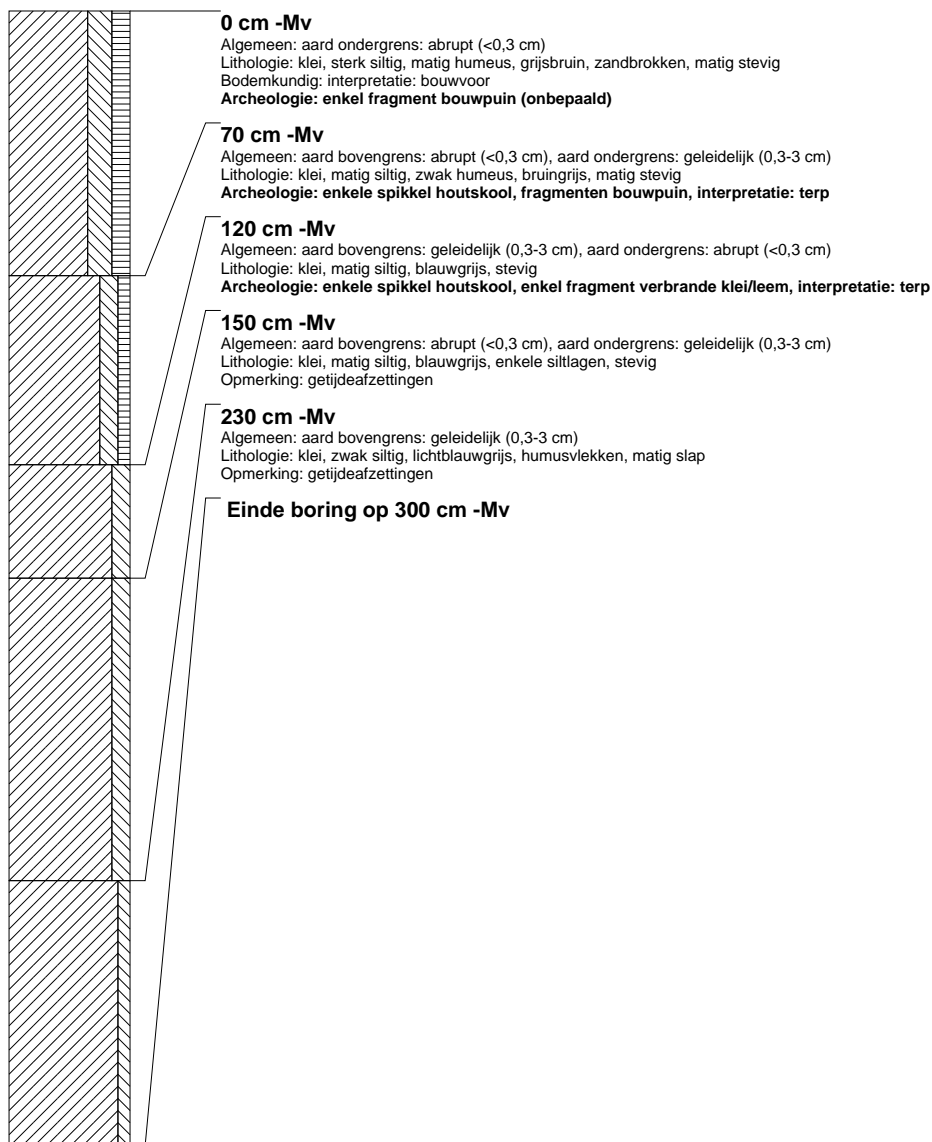 0 cm -Mv
Algemeen: aard ondergrens: abrupt (<0,3 cm)
Lithologie: klei, sterk siltig, matig humeus, grijsbruin, zandbrokken, matig stevig
Bodemkundig: interpretatie: bouwvoor
Archeologie: enkel fragment bouwpuin (onbepaald)
70 cm -Mv
Algemeen: aard bovengrens: abrupt (<0,3 cm), aard ondergrens: geleidelijk (0,3-3 cm)
Lithologie: klei, matig siltig, zwak humeus, bruingrijs, matig stevig
Archeologie: enkele spikkel houtskool, fragmenten bouwpuin, interpretatie: terp
120 cm -Mv
Algemeen: aard bovengrens: geleidelijk (0,3-3 cm), aard ondergrens: abrupt (<0,3 cm)
Lithologie: klei, matig siltig, blauwgrijs, stevig
Archeologie: enkele spikkel houtskool, enkel fragment verbrande klei/leem, interpretatie: terp
150 cm -Mv
Algemeen: aard bovengrens: abrupt (<0,3 cm), aard ondergrens: geleidelijk (0,3-3 cm)
Lithologie: klei, matig siltig, blauwgrijs, enkele siltlagen, stevig
Opmerking: getijdeafzettingen
230 cm -Mv
Algemeen: aard bovengrens: geleidelijk (0,3-3 cm)
Lithologie: klei, zwak siltig, lichtblauwgrijs, humusvlekken, matig slap
Opmerking: getijdeafzettingen
Einde boring op 300 cm -Mv